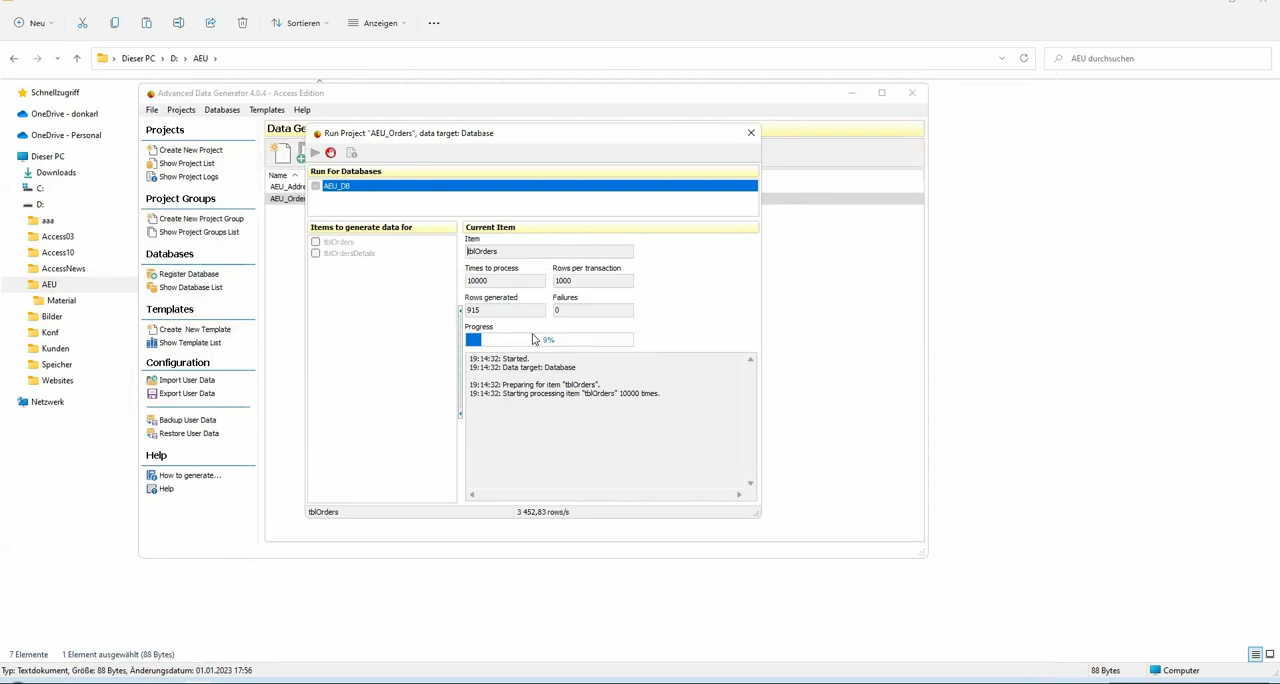 Neu
Sortieren
Anzeigen
Dieser PC > D: > AEU >
AEU durchsuchen
Schnellzugriff
OneDrive - donkarl
OneDrive - Personal
Dieser PC
Downloads
C:
D:
aaa
Access03
Access10
AccessNews
AEU
Material
Bilder
Konf
Kunden
Speicher
Websites
Netzwerk
Advanced Data Generator 4.0.4 - Access Edition
File Projects Databases Templates Help
Projects
Create New Project
Show Project List
Show Project Logs
Project Groups
Create New Project Group
Show Project Groups List
Databases
Register Database
Show Database List
Templates
Create New Template
Show Template List
Configuration
Import User Data
Export User Data
Backup User Data
Restore User Data
Help
How to generate...
Help
Data Ge
Name
AEU_Addre
AEU_Orde
Run Project "AEU_Orders", data target: Database
Run For Databases
AEU_DB
Items to generate data for
tblOrders
tblOrdersDetails
Current Item
Item
tblOrders
Times to process Rows per transaction
10000 1000
Rows generated Failures
915 0
Progress
9%
19:14:32: Started.
19:14:32: Data target: Database
19:14:32: Preparing for item "tblOrders".
19:14:32: Starting processing item "tblOrders" 10000 times.
tblOrders 3 452,83 rows/s
7 Elemente 1 Element ausgewählt (88 Bytes)
Typ: Textdokument, Größe: 88 Bytes, Änderungsdatum: 01.01.2023 17:56
88 Bytes Computer